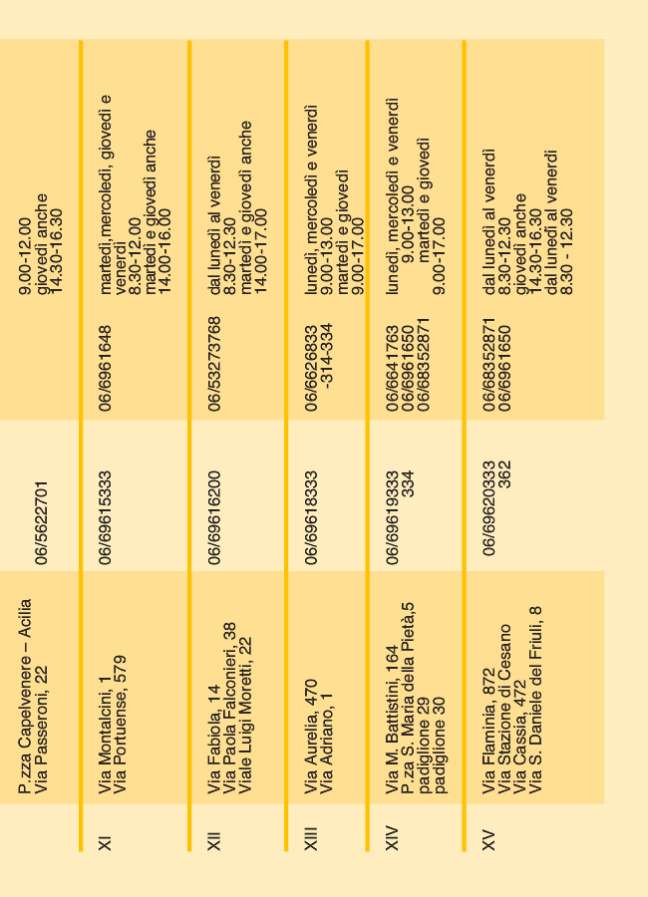 P.zza Capelvenere – Acilia
Via Passeroni, 22
06/5622701
9.00-12.00
giovedì anche
14.30-16.30
XI
Via Montalcini, 1
Via Portuense, 579
06/69615333
06/6961648
martedì,mercoledì, giovedì e
venerdì
8.30-12.00
martedì e giovedì anche
14.00-16.00
XII
Via Fabiola, 14
Via Paola Falconieri, 38
Viale Luigi Moretti, 22
06/69616200
06/53273768
dal lunedì al venerdì
8.30-12.30
martedì e giovedì anche
14.00-17.00
XIII
Via Aurelia, 470
Via Adriano, 1
06/69618333
06/6626833
-314-334
lunedì, mercoledì e venerdì
9.00-13.00
martedì e giovedì
9.00-17.00
XIV
Via M. Battistini, 164
P.za S. Maria della Pietà,5
padiglione 29
padiglione 30
06/69619333
334
06/6641763
06/6961650
06/68352871
lunedì, mercoledì e venerdì
9.00-13.00
martedì e giovedì
9.00-17.00
XV
Via Flaminia, 872
Via Stazione di Cesano
Via Cassia, 472
Via S. Daniele del Friuli, 8
06/69620333
362
06/68352871
06/6961650
dal lunedì al venerdì
8.30-12.30
giovedì anche
14.30-16.30
dal lunedì al venerdì
8.30 - 12.30